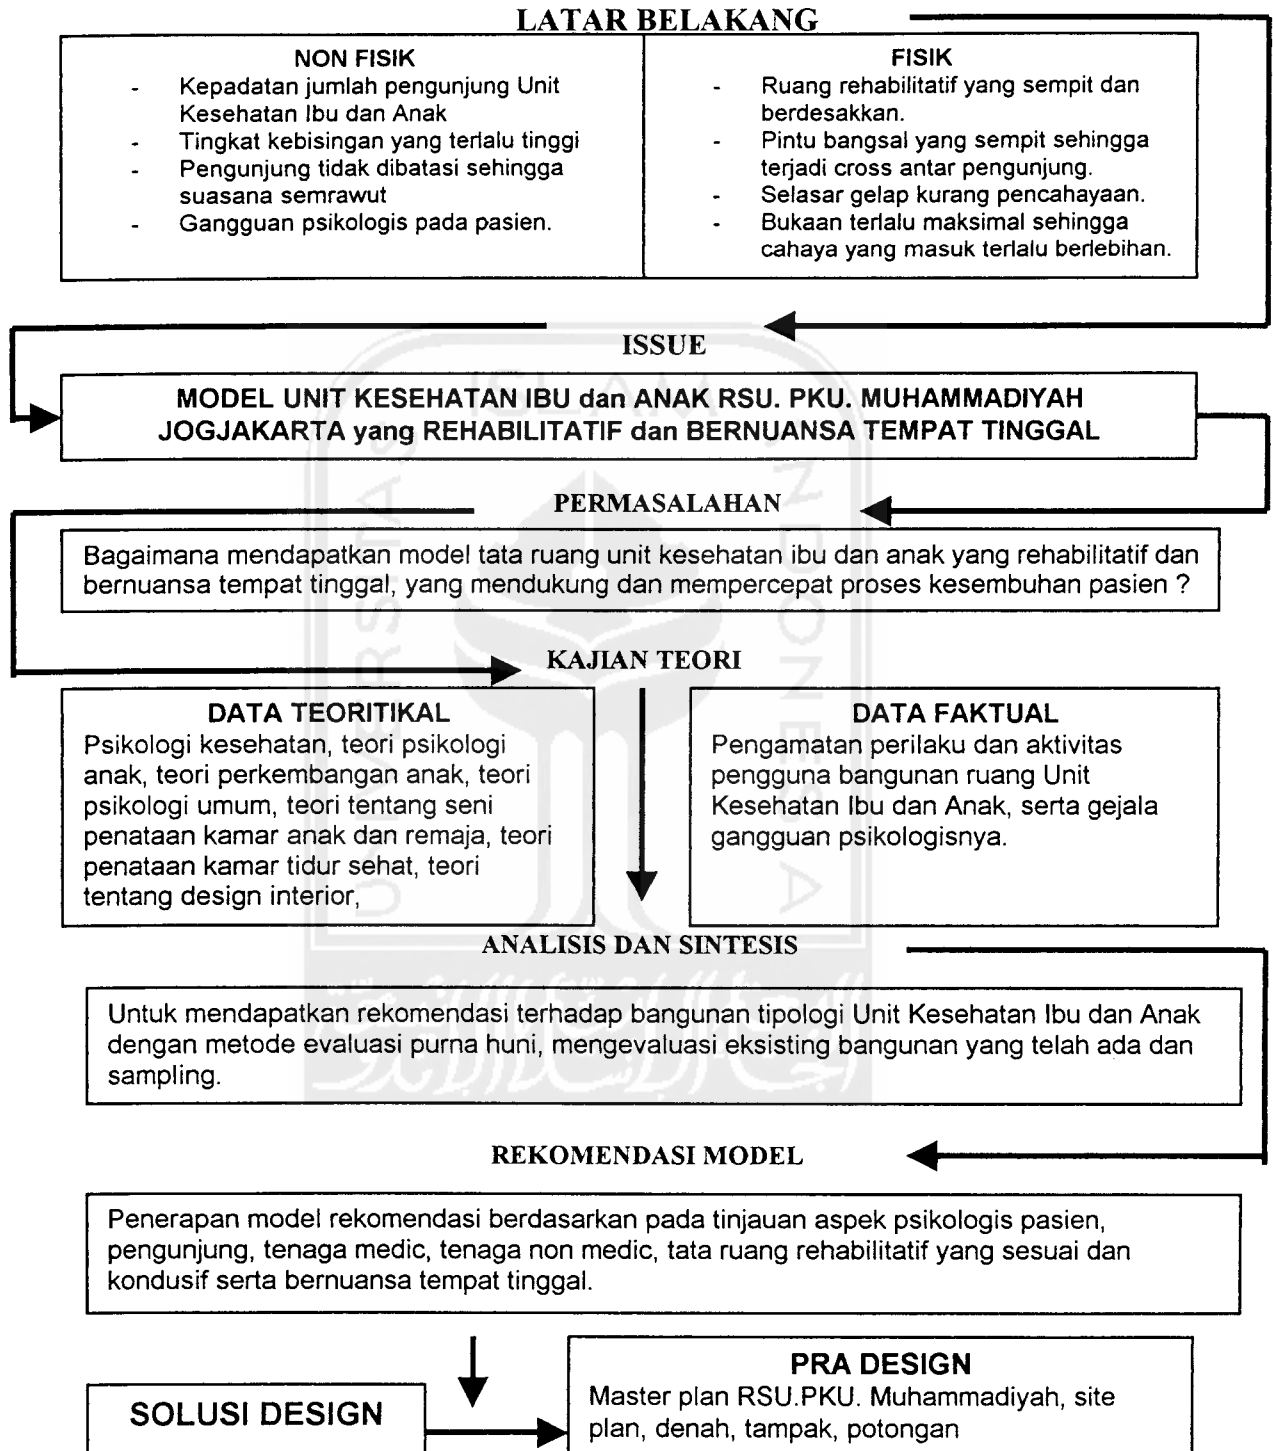 LATAR BELAKANG
NON FISIK
- Kepadatan jumlah pengunjung Unit
Kesehatan Ibu dan Anak
- Tingkat kebisingan yang terlalu tinggi
- Pengunjung tidak dibatasi sehingga
suasana semrawut
- Gangguan psikologis pada pasien.
FISIK
- Ruang rehabilitatif yang sempit dan
berdesakkan.
- Pintu bangsal yang sempit sehingga
terjadi cross antar pengunjung.
- Selasar gelap kurang pencahayaan.
- Bukaan terlalu maksimal sehingga
cahaya yang masuk terlalu berlebihan.
ISSUE
MODEL UNIT KESEHATAN IBU dan ANAK RSU. PKU. MUHAMMADIYAH
JOGJAKARTA yang REHABILITATIF dan BERNUANSA TEMPAT TINGGAL
PERMASALAHAN
Bagaimana mendapatkan model tata ruang unit kesehatan ibu dan anak yang rehabilitatif dan
bernuansa tempat tinggal, yang mendukung dan mempercepat proses kesembuhan pasien ?
KAJIAN TEORI
DATA TEORITIKAL
Psikologi kesehatan, teori psikologi
anak, teori perkembangan anak, teori
psikologi umum, teori tentang seni
penataan kamar anak dan remaja, teori
penataan kamar tidur sehat, teori
tentang design interior,
DATA FAKTUAL
Pengamatan perilaku dan aktivitas
pengguna bangunan ruang Unit
Kesehatan Ibu dan Anak, serta gejala
gangguan psikologisnya.
ANALISIS DAN SINTESIS
Untuk mendapatkan rekomendasi terhadap bangunan tipologi Unit Kesehatan Ibu dan Anak
dengan metode evaluasi purna huni, mengevaluasi eksisting bangunan yang telah ada dan
sampling.
REKOMENDASI MODEL
Penerapan model rekomendasi berdasarkan pada tinjauan aspek psikologis pasien,
pengunjung, tenaga medic, tenaga non medic, tata ruang rehabilitatif yang sesuai dan
kondusif serta bernuansa tempat tinggal.
SOLUSI DESIGN
PRA DESIGN
Master plan RSU.PKU. Muhammadiyah, site
plan, denah, tampak, potongan
ISLAM
UNIVERSITAS
INDONESIA